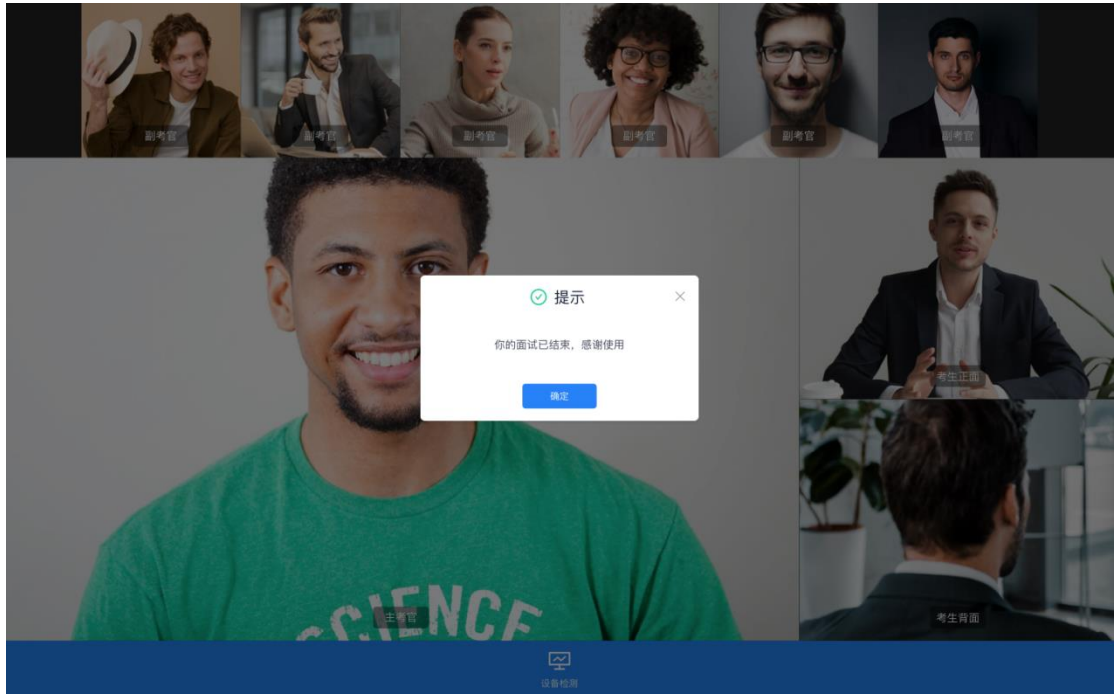 副考官
副考官
副考官
副考官
副考官
副考官
提示
你的面试已结束，感谢使用
确定
考生正面
SCIENCE
主考官
考生背面
设备检测